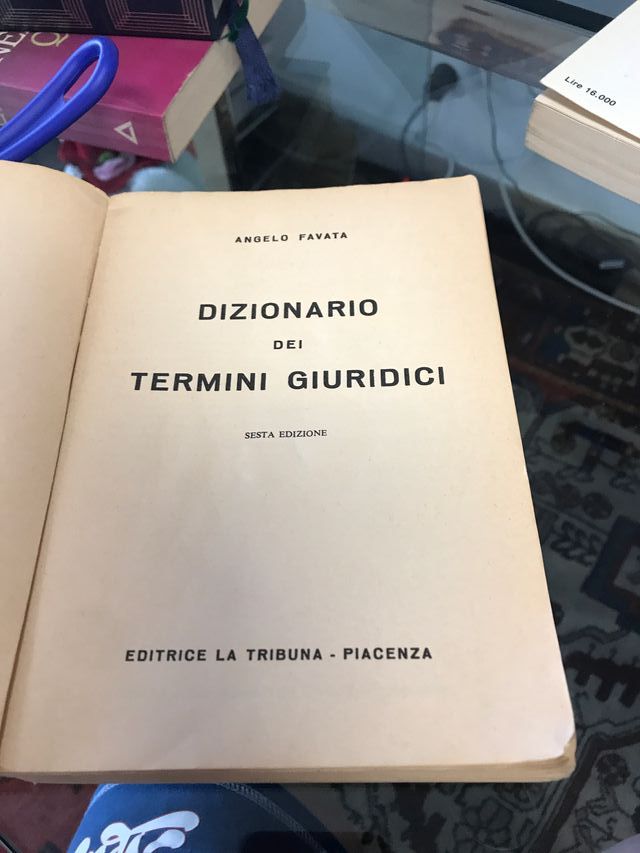 Lire 16.000
ANGELO FAVATA
DIZIONARIO
DEI
TERMINI GIURIDICI
SESTA EDIZIONE
EDITRICE LA TRIBUNA - PIACENZA